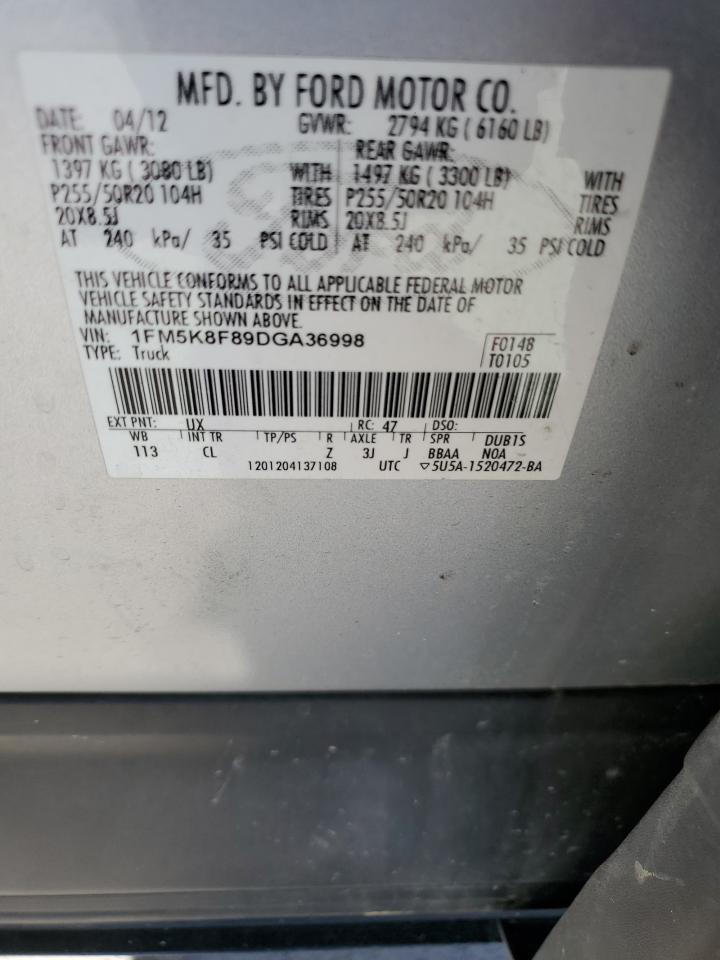 MFD. BY FORD MOTOR CO.
DATE: 04/12 GVWR: 2794 KG ( 6160 LB)
FRONT GAWR: REAR GAWR:
1397 KG ( 3080 LB) WITH 1497 KG ( 3300 LB) WITH
P255/50R20 104H TIRES P255/50R20 104H TIRES
20X8.5J RIMS 20X8.5J RIMS
AT 240 kPa/ 35 PSI COLD AT 240 kPa/ 35 PSI COLD
THIS VEHICLE CONFORMS TO ALL APPLICABLE FEDERAL MOTOR
VEHICLE SAFETY STANDARDS IN EFFECT ON THE DATE OF
MANUFACTURE SHOWN ABOVE.
VIN: 1FM5K8F89DGA36998 F0148
TYPE: Truck T0105
EXT PNT: UX RC: 47 DSO:
WB INT TR TP/PS R AXLE TR SPR DUB1S
113 CL Z 3J J BBAA N0A
1201204137108 UTC ▽5U5A-1520472-BA